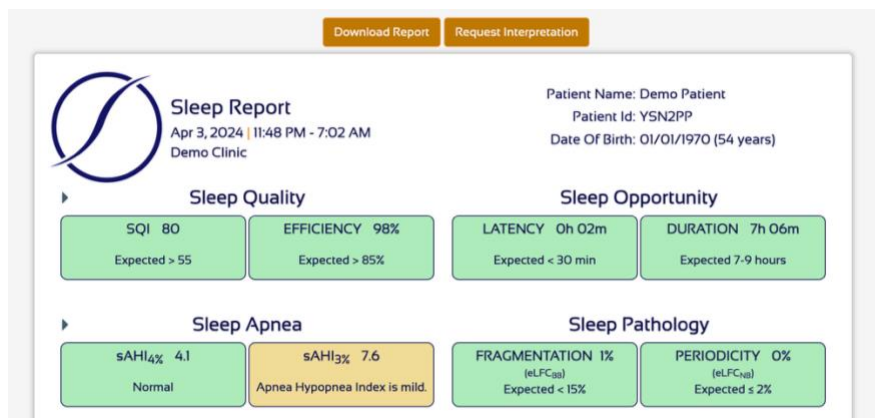 Download Report
Request Interpretation
Sleep Report
Apr 3, 2024 | 11:48 PM - 7:02 AM
Demo Clinic
Patient Name: Demo Patient
Patient Id: YSN2PP
Date Of Birth: 01/01/1970 (54 years)
Sleep Quality
SQI 80
Expected > 55
EFFICIENCY 98%
Expected > 85%
Sleep Opportunity
LATENCY 0h 02m
Expected < 30 min
DURATION 7h 06m
Expected 7-9 hours
Sleep Apnea
sAHI4% 4.1
Normal
sAHI3% 7.6
Apnea Hypopnea Index is mild.
Sleep Pathology
FRAGMENTATION 1%
(eLFCBB)
Expected < 15%
PERIODICITY 0%
(eLFCNB)
Expected ≤ 2%